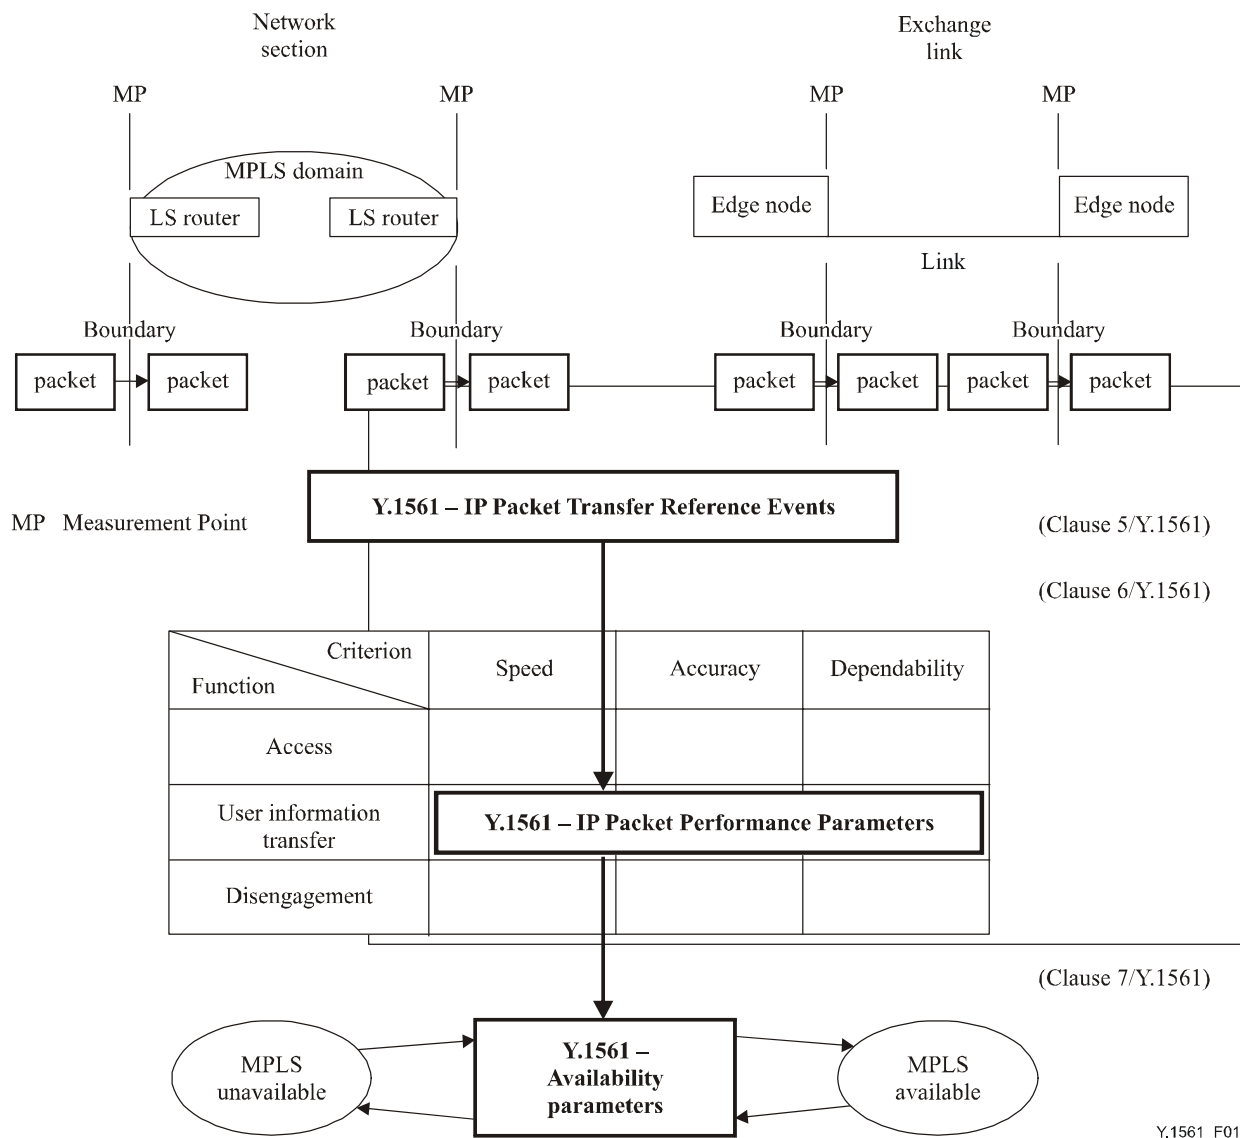 Network
section
Exchange
link
MP
MP
MP
MP
MPLS domain
LS router
LS router
Edge node
Edge node
Link
Boundary
Boundary
Boundary
Boundary
packet
packet
packet
packet
packet
packet
packet
packet
Y.1561 – IP Packet Transfer Reference Events
MP Measurement Point
(Clause 5/Y.1561)
(Clause 6/Y.1561)
Criterion
Function
Speed
Accuracy
Dependability
Access
User information
transfer
Y.1561 – IP Packet Performance Parameters
Disengagement
(Clause 7/Y.1561)
MPLS
unavailable
Y.1561 –
Availability
parameters
MPLS
available
Y.1561_F01